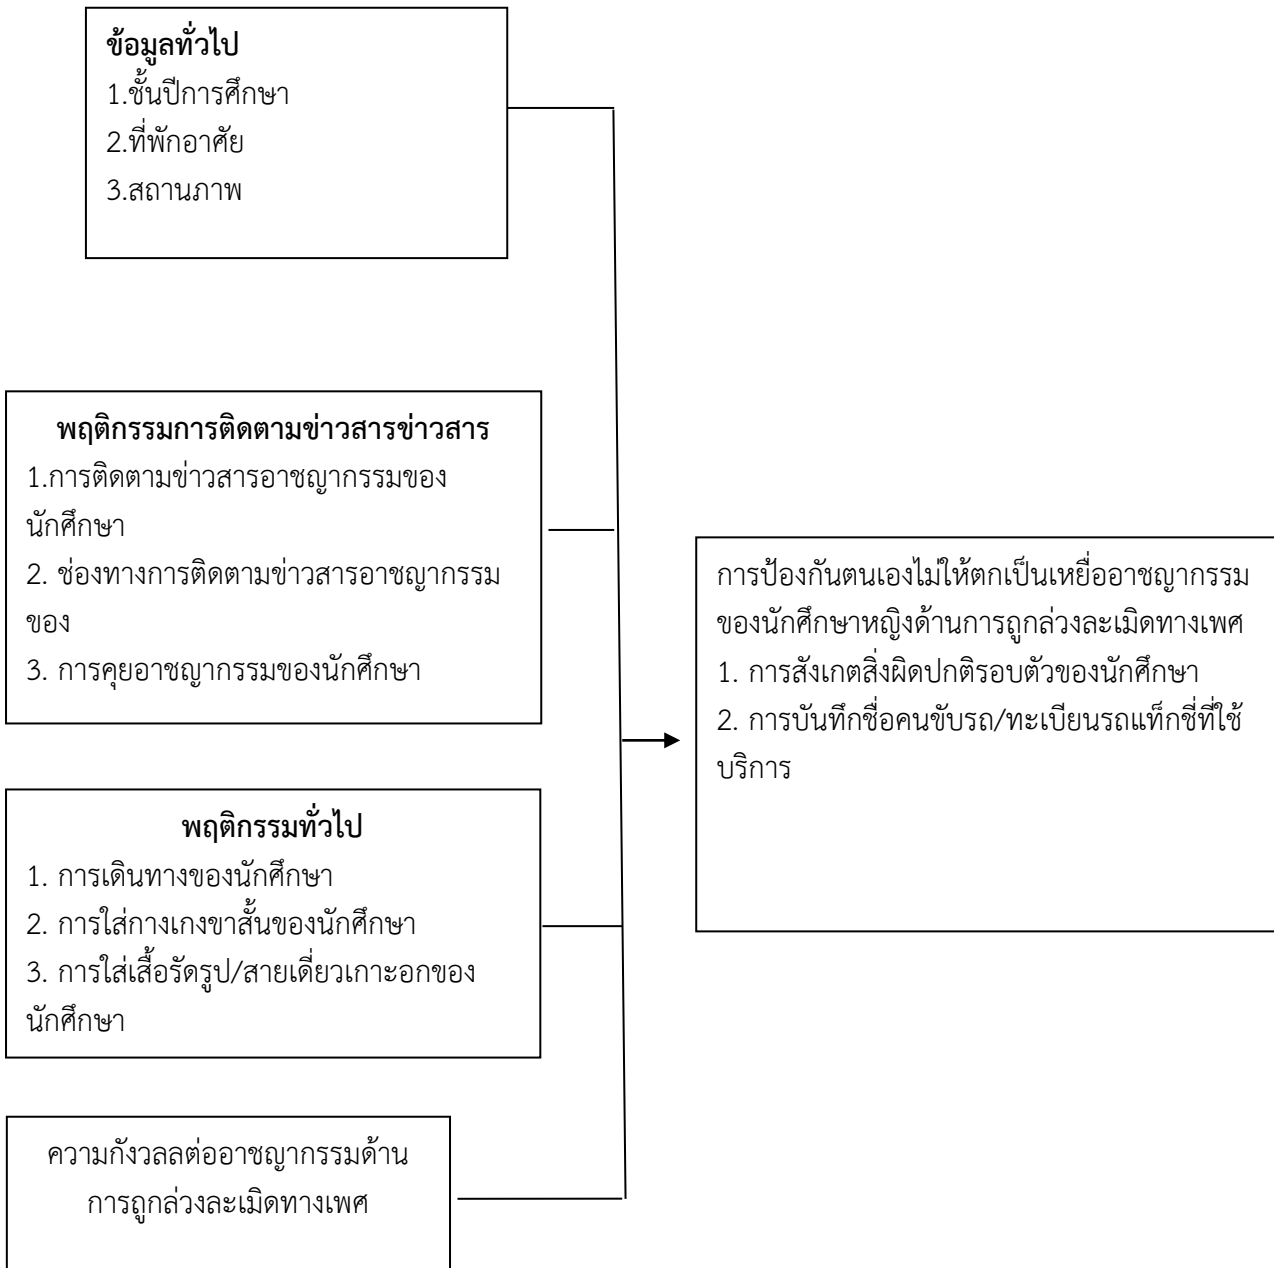 ข้อมูลทั่วไป
1.ชั้นปีการศึกษา
2.ที่พักอาศัย
3.สถานภาพ
พฤติกรรมการติดตามข่าวสารข่าวสาร
1.การติดตามข่าวสารอาชญากรรมของ
นักศึกษา
2. ช่องทางการติดตามข่าวสารอาชญากรรม
ของ
3. การคุยอาชญากรรมของนักศึกษา
พฤติกรรมทั่วไป
1. การเดินทางของนักศึกษา
2. การใส่กางเกงขาสั้นของนักศึกษา
3. การใส่เสื้อรัดรูป/สายเดี่ยวเกาะอกของ
นักศึกษา
ความกังวลลต่ออาชญากรรมด้าน
การถูกล่วงละเมิดทางเพศ
การป้องกันตนเองไม่ให้ตกเป็นเหยื่ออาชญากรรม
ของนักศึกษาหญิงด้านการถูกล่วงละเมิดทางเพศ
1. การสังเกตสิ่งผิดปกติรอบตัวของนักศึกษา
2. การบันทึกชื่อคนขับรถ/ทะเบียนรถแท็กชี่ที่ใช้
บริการ